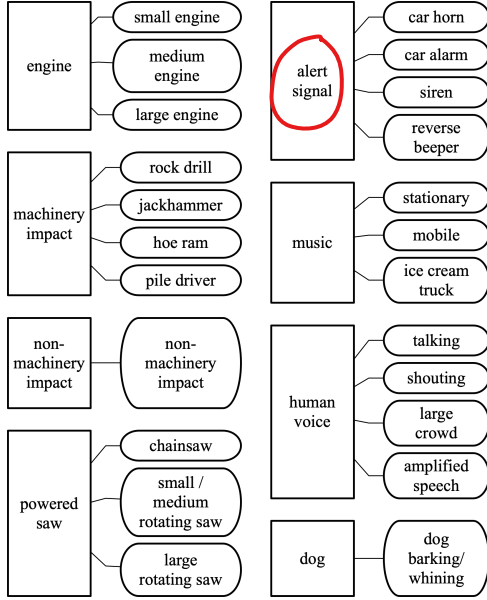 engine
small engine
medium
engine
large engine
machinery
impact
rock drill
jackhammer
hoe ram
pile driver
non-
machinery
impact
non-
machinery
impact
powered
saw
chainsaw
small /
medium
rotating saw
large
rotating saw
alert
signal
car horn
car alarm
siren
reverse
beeper
music
stationary
mobile
ice cream
truck
human
voice
talking
shouting
large
crowd
amplified
speech
dog
dog
barking/
whining